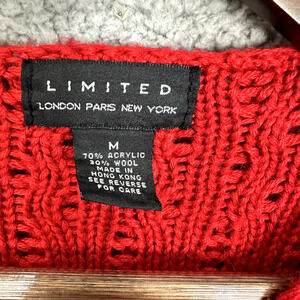 LIMITED
LONDON PARIS NEW YORK
M
70% ACRYLIC
30% WOOL
MADE IN
HONG KONG
SEE REVERSE
FOR CARE